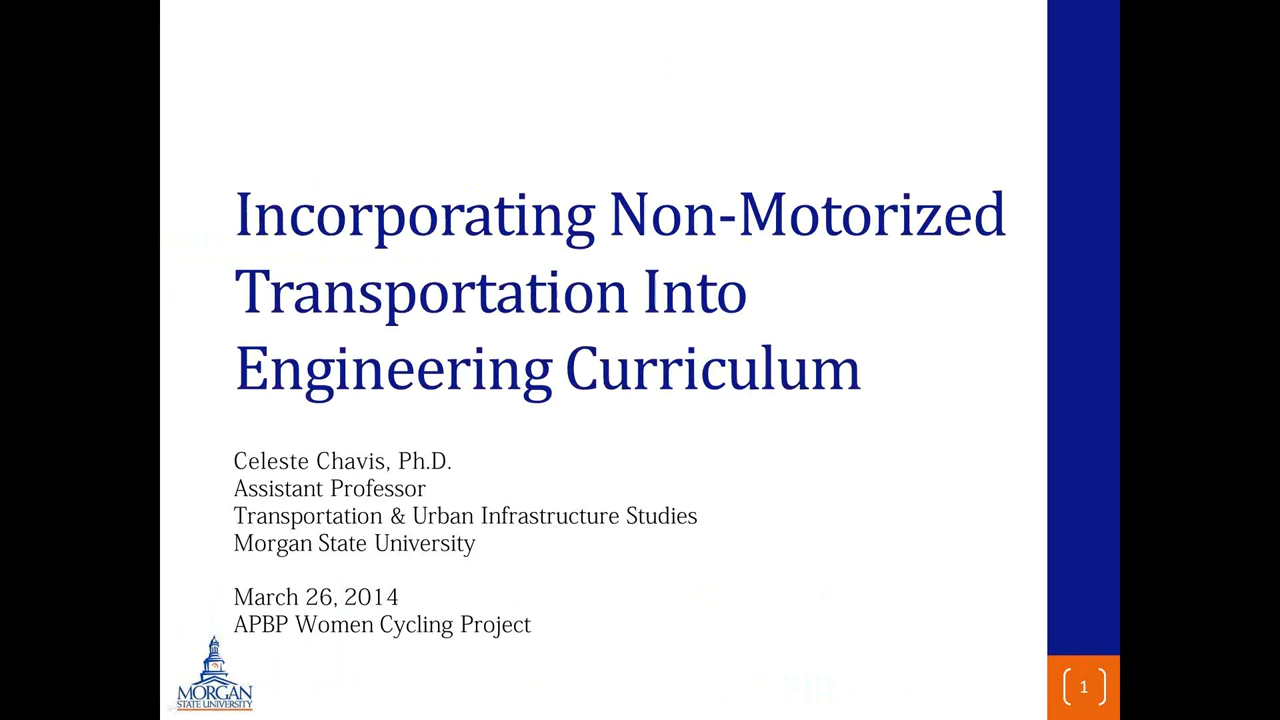 Incorporating Non-Motorized
Transportation Into
Engineering Curriculum
Celeste Chavis, Ph.D.
Assistant Professor
Transportation & Urban Infrastructure Studies
Morgan State University
March 26, 2014
APBP Women Cycling Project
MORGAN
STATE UNIVERSITY
1